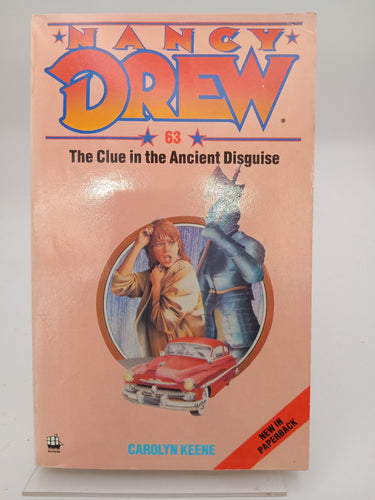 NANCY
DREW®
63
The Clue in the Ancient Disguise
CAROLYN KEENE
NEW IN
PAPERBACK